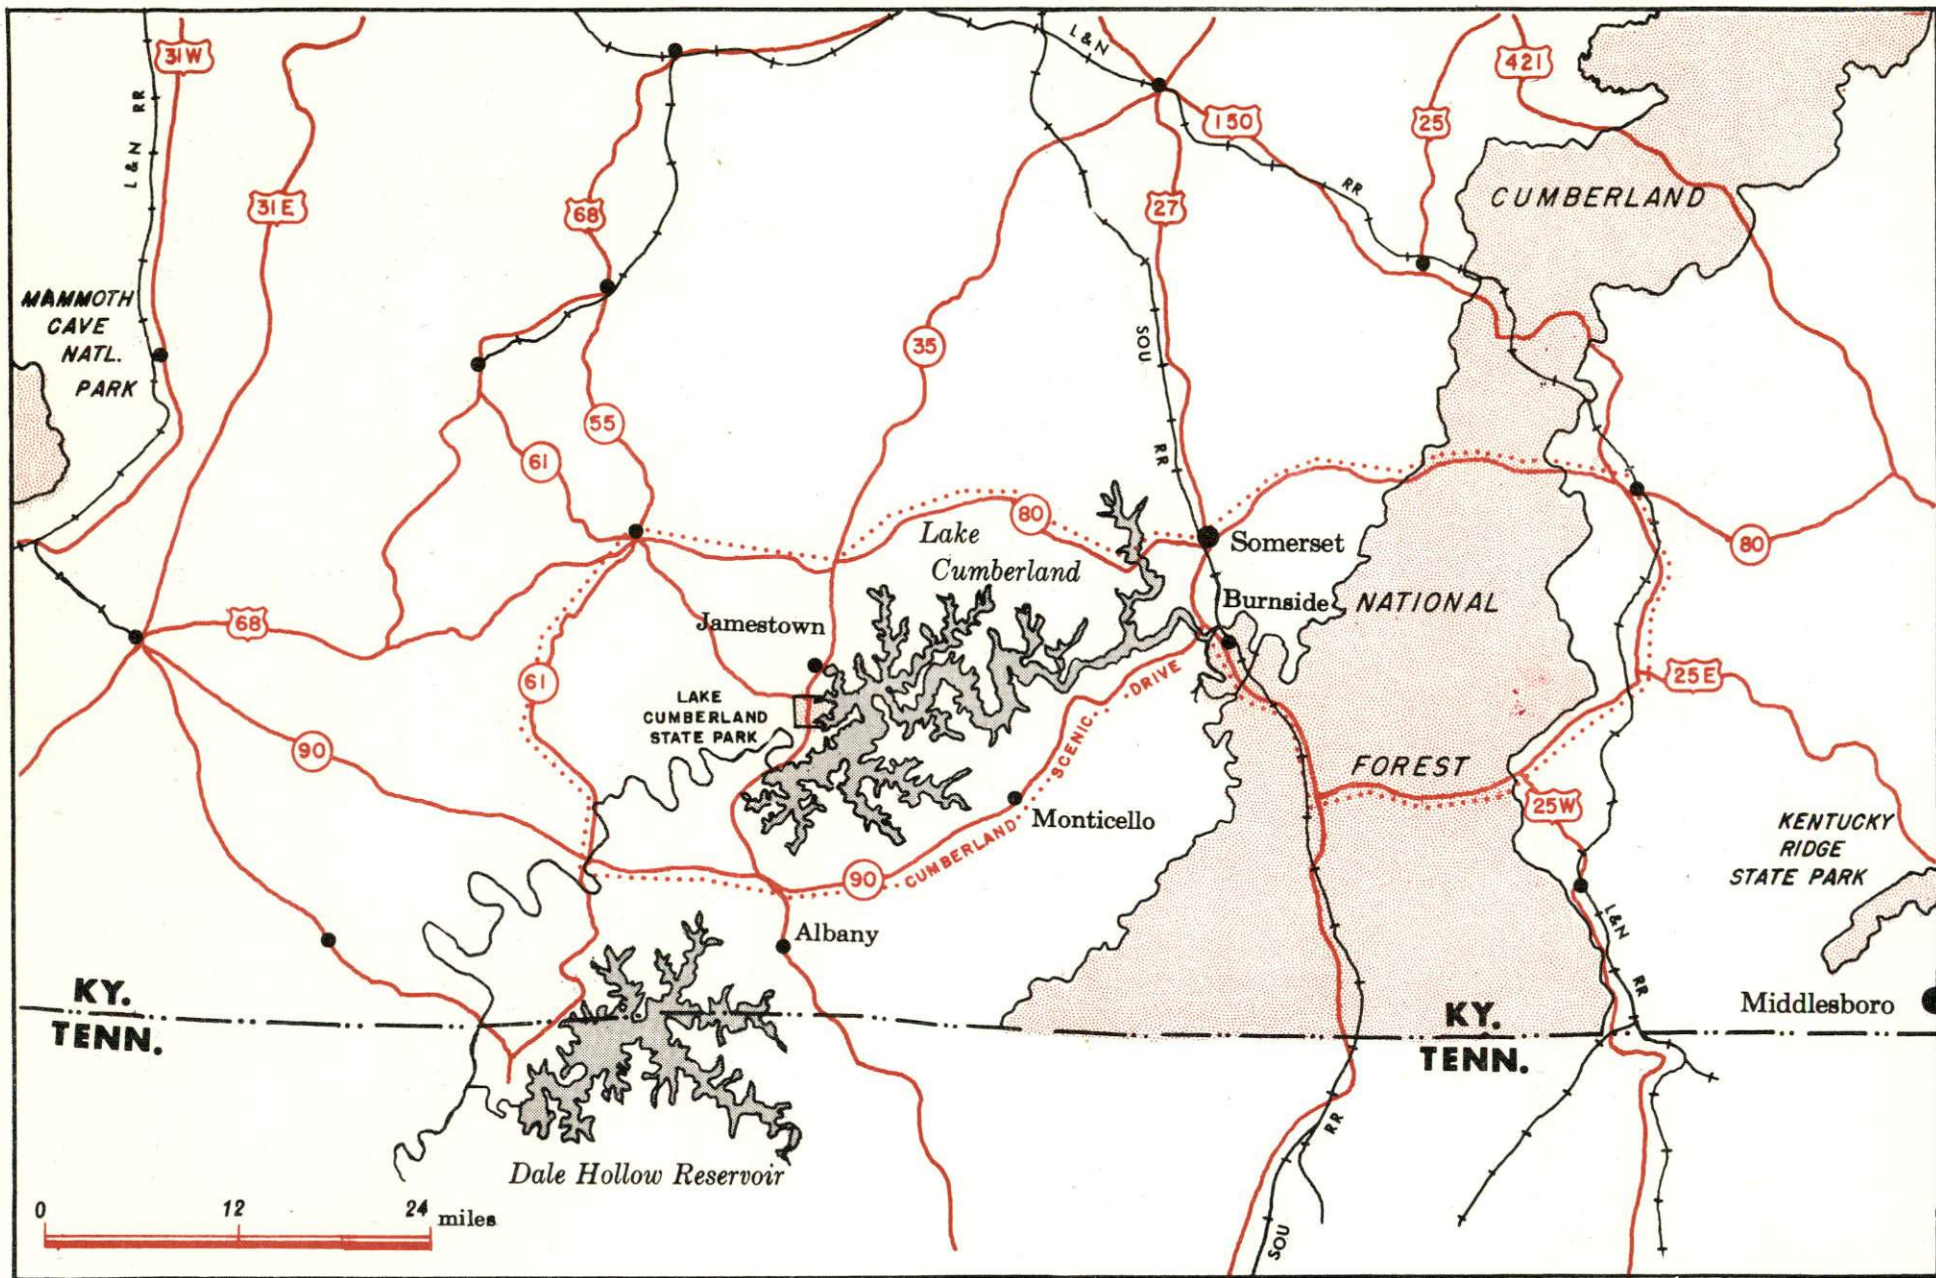 31W
L & N RR
31E
68
L&N
150
25
421
27
RR
CUMBERLAND
MAMMOTH
CAVE
NATL.
PARK
35
SOU
RR
55
61
80
Somerset
80
Lake
Cumberland
Burnside
NATIONAL
68
Jamestown
61
LAKE
CUMBERLAND
STATE PARK
25E
90
CUMBERLAND SCENIC DRIVE
FOREST
25W
Monticello
KENTUCKY
RIDGE
STATE PARK
90
Albany
L&N RR
KY.
TENN.
KY.
TENN.
Middlesboro
Dale Hollow Reservoir
RR
SOU
0 12 24 miles